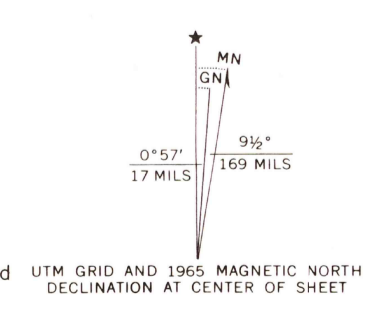 ★
MN
GN
0°57′
17 MILS
9½°
169 MILS
d UTM GRID AND 1965 MAGNETIC NORTH
DECLINATION AT CENTER OF SHEET